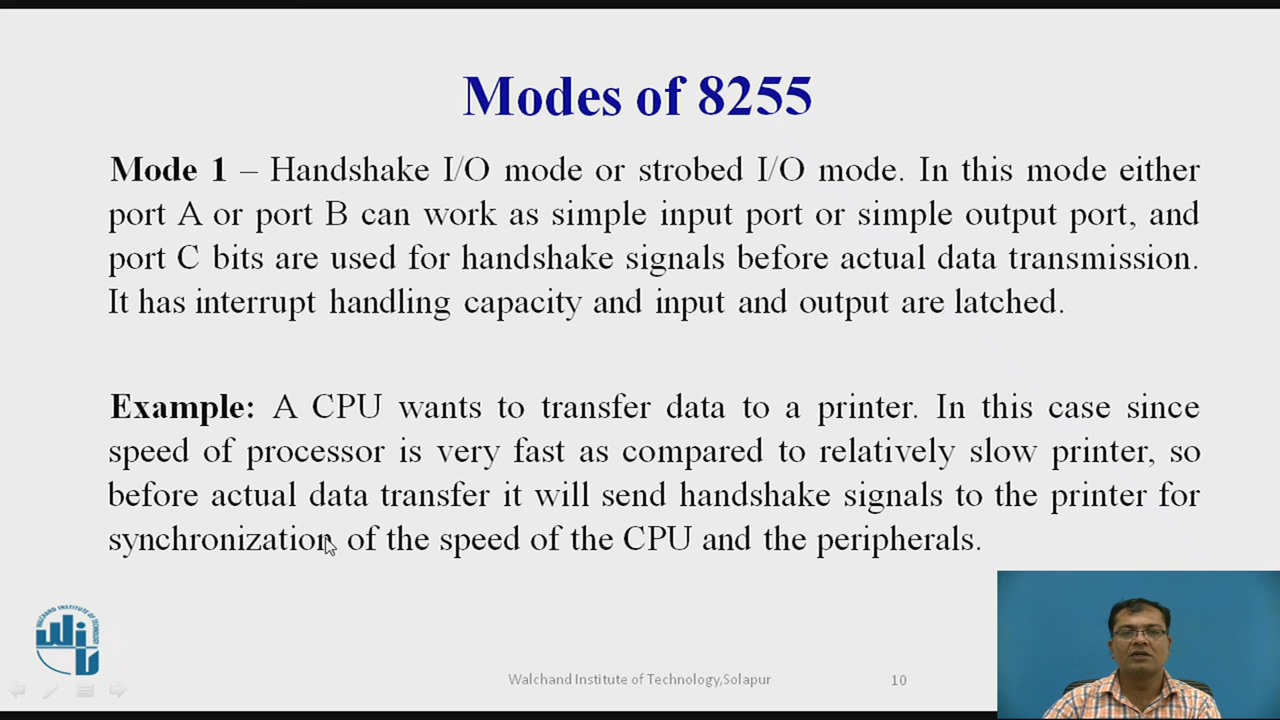 Modes of 8255
Mode 1 – Handshake I/O mode or strobed I/O mode. In this mode either
port A or port B can work as simple input port or simple output port, and
port C bits are used for handshake signals before actual data transmission.
It has interrupt handling capacity and input and output are latched.
Example: A CPU wants to transfer data to a printer. In this case since
speed of processor is very fast as compared to relatively slow printer, so
before actual data transfer it will send handshake signals to the printer for
synchronization of the speed of the CPU and the peripherals.
WALCHAND INSTITUTE OF TECHNOLOGY
WIT
Walchand Institute of Technology,Solapur
10